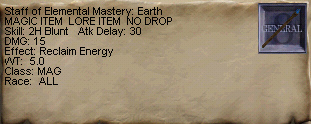 Staff of Elemental Mastery: Earth
MAGIC ITEM  LORE ITEM  NO DROP
Skill: 2H Blunt   Atk Delay: 30
DMG: 15
Effect: Reclaim Energy
WT:  5.0
Class: MAG
Race:  ALL
GENERAL